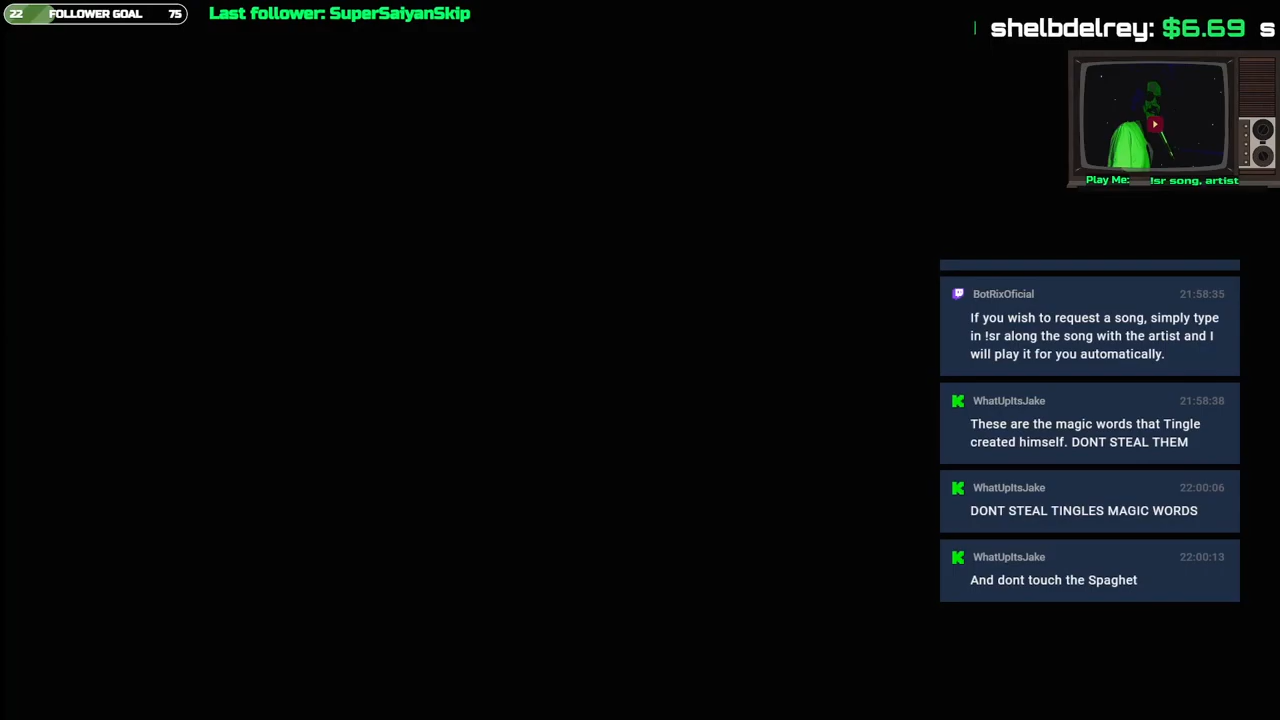 22 FOLLOWER GOAL 75
Last follower: SuperSaiyanSkip
shelbdelrey: $6.69 s
Play Me: !sr song, artist
BotRixOficial 21:58:35
If you wish to request a song, simply type
in !sr along the song with the artist and I
will play it for you automatically.
WhatUpItsJake 21:58:38
These are the magic words that Tingle
created himself. DONT STEAL THEM
WhatUpItsJake 22:00:06
DONT STEAL TINGLES MAGIC WORDS
WhatUpItsJake 22:00:13
And dont touch the Spaghet